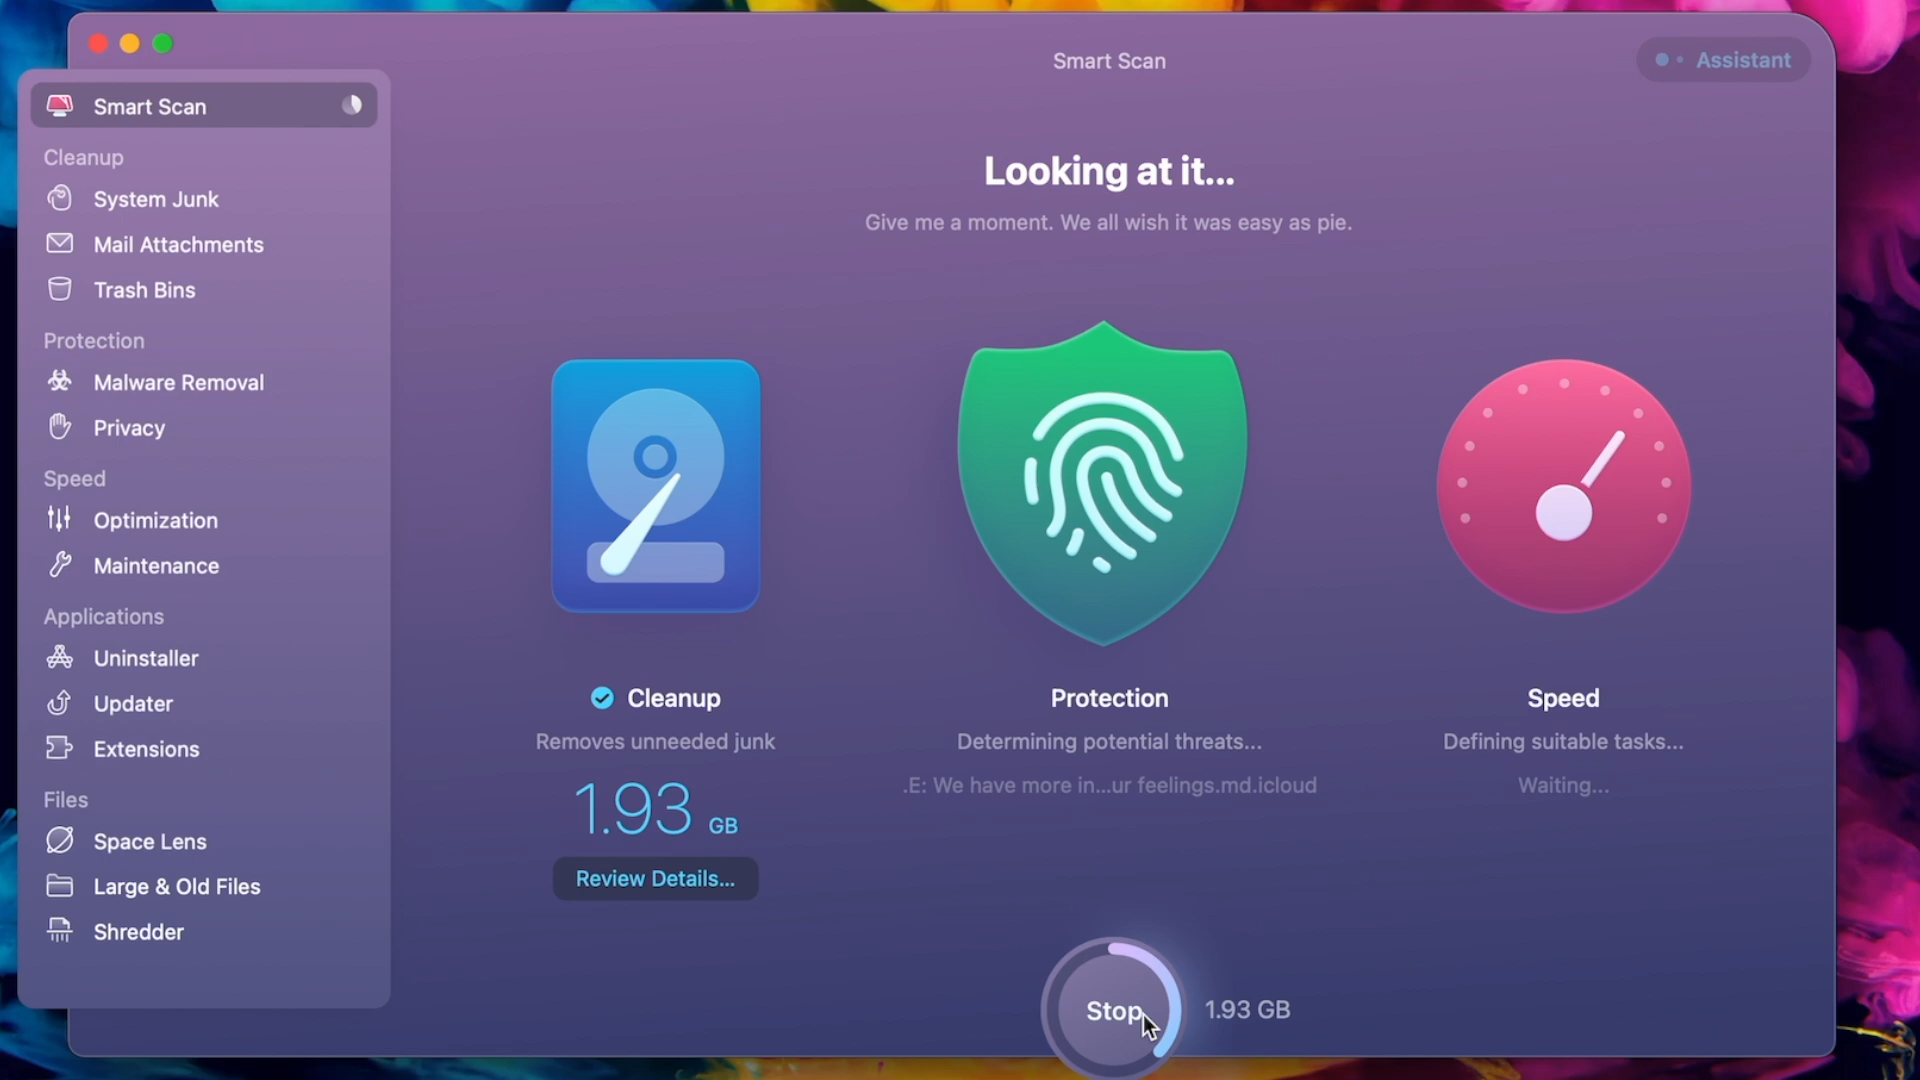 Smart Scan
Assistant
Smart Scan
Cleanup
System Junk
Mail Attachments
Trash Bins
Protection
Malware Removal
Privacy
Speed
Optimization
Maintenance
Applications
Uninstaller
Updater
Extensions
Files
Space Lens
Large & Old Files
Shredder
Looking at it...
Give me a moment. We all wish it was easy as pie.
Cleanup
Removes unneeded junk
1.93 GB
Review Details...
Protection
Determining potential threats...
.E: We have more in...ur feelings.md.icloud
Speed
Defining suitable tasks...
Waiting...
Stop
1.93 GB